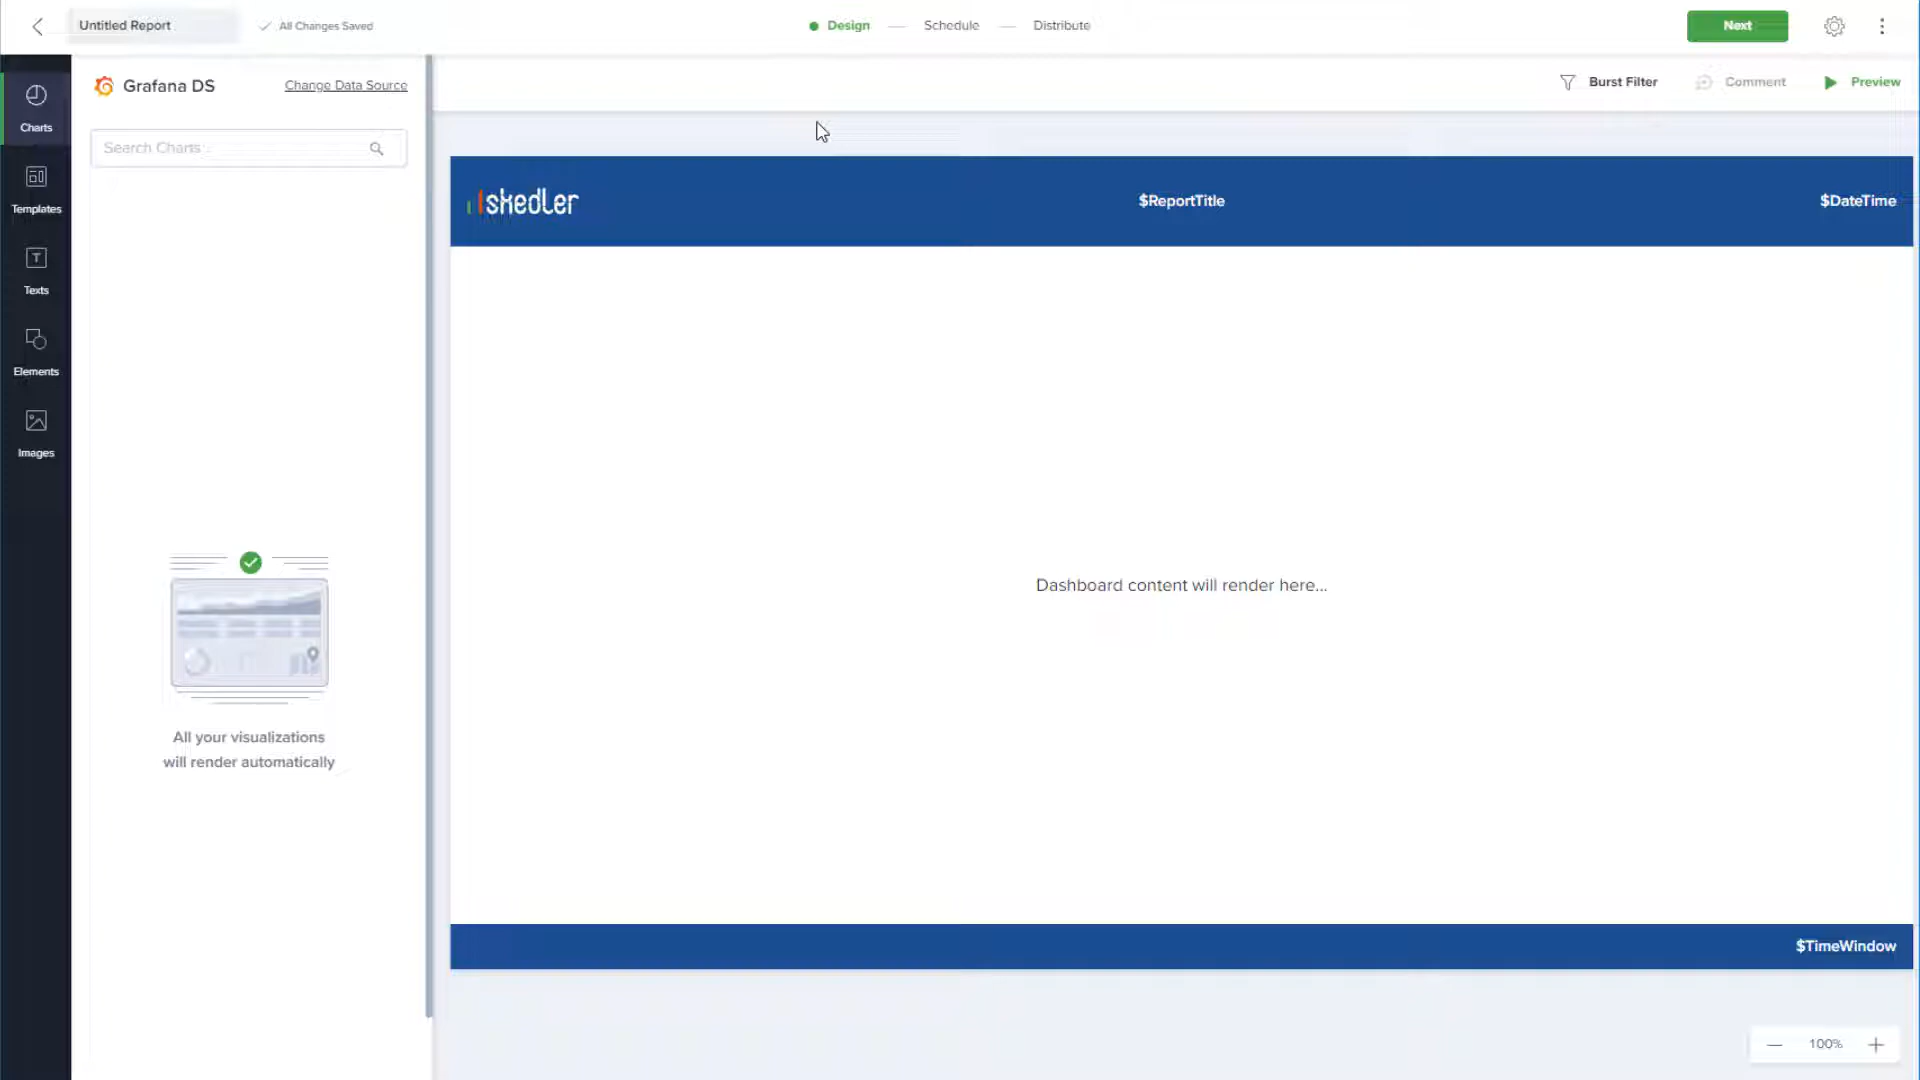 Untitled Report
All Changes Saved
Design
Schedule
Distribute
Next
Grafana DS
Change Data Source
Burst Filter
Comment
Preview
Charts
Search Charts...
Templates
Texts
Elements
Images
skedler
$ReportTitle
$DateTime
Dashboard content will render here...
All your visualizations
will render automatically
$TimeWindow
100%